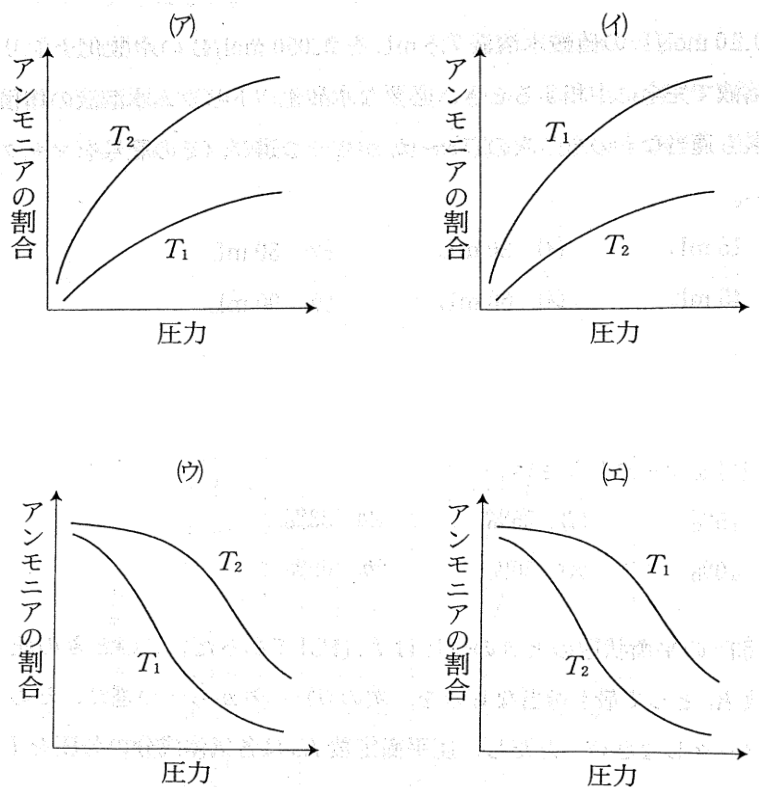 (ア)
アンモニアの割合
T₂
T₁
圧力
(イ)
アンモニアの割合
T₁
T₂
圧力
(ウ)
アンモニアの割合
T₂
T₁
圧力
(エ)
アンモニアの割合
T₁
T₂
圧力